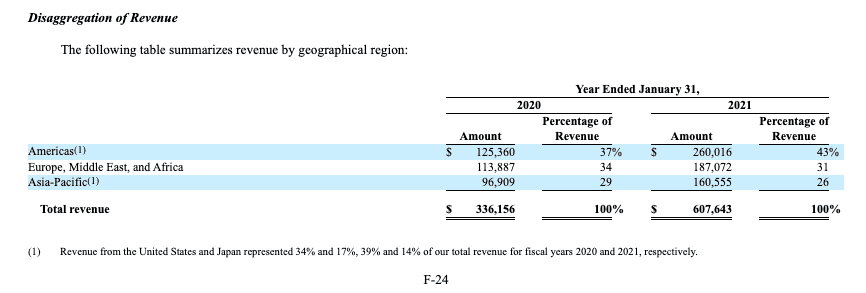 Disaggregation of Revenue
The following table summarizes revenue by geographical region:
Year Ended January 31,
2020 2021
Percentage of Percentage of
Amount Revenue Amount Revenue
Americas(1) $ 125,360 37% $ 260,016 43%
Europe, Middle East, and Africa 113,887 34 187,072 31
Asia-Pacific(1) 96,909 29 160,555 26
Total revenue $ 336,156 100% $ 607,643 100%
(1) Revenue from the United States and Japan represented 34% and 17%, 39% and 14% of our total revenue for fiscal years 2020 and 2021, respectively.
F-24